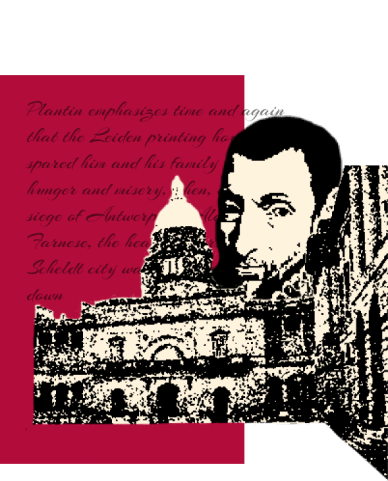 Plantin emphasizes time and again
that the Leiden printing
spared him and his family
hunger and misery,
siege of
Farnese, the
Scheldt city
down